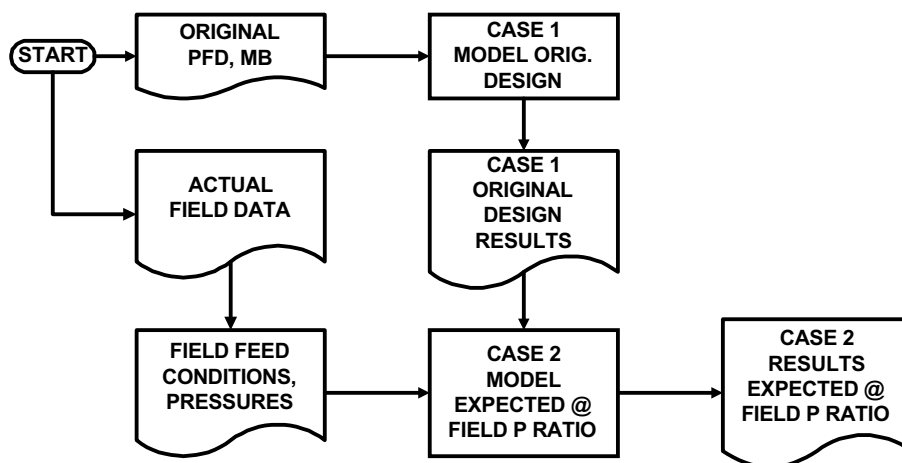 START
ORIGINAL
PFD, MB
CASE 1
MODEL ORIG.
DESIGN
ACTUAL
FIELD DATA
CASE 1
ORIGINAL
DESIGN
RESULTS
FIELD FEED
CONDITIONS,
PRESSURES
CASE 2
MODEL
EXPECTED @
FIELD P RATIO
CASE 2
RESULTS
EXPECTED @
FIELD P RATIO